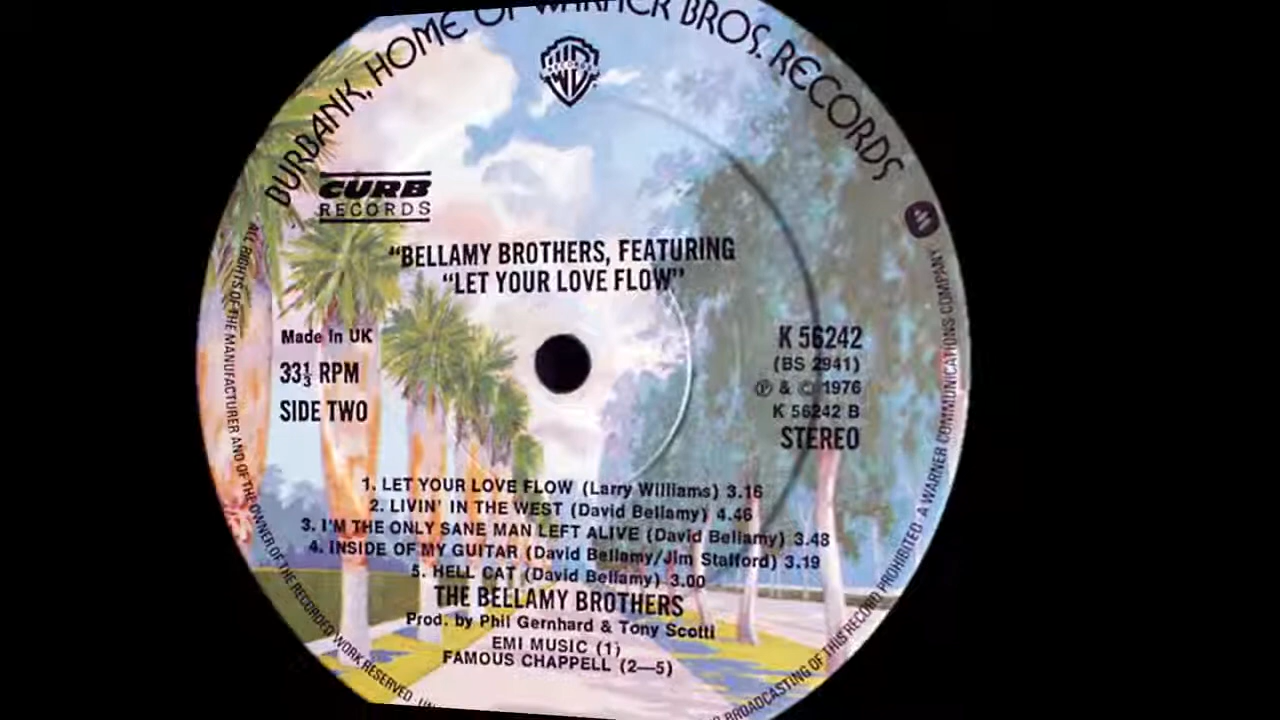 BURBANK, HOME OF WARNER BROS. RECORDS
RECORDS
CURB
RECORDS
"BELLAMY BROTHERS, FEATURING
"LET YOUR LOVE FLOW"
Made In UK
33⅓ RPM
SIDE TWO
K 56242
(BS 2941)
Ⓟ & © 1976
K 56242 B
STEREO
1. LET YOUR LOVE FLOW (Larry Williams) 3.16
2. LIVIN' IN THE WEST (David Bellamy) 4.46
3. I'M THE ONLY SANE MAN LEFT ALIVE (David Bellamy) 3.48
4. INSIDE OF MY GUITAR (David Bellamy/Jim Stafford) 3.19
5. HELL CAT (David Bellamy) 3.00
THE BELLAMY BROTHERS
Prod. by Phil Gernhard & Tony Scotti
EMI MUSIC (1)
FAMOUS CHAPPELL (2—5)
ALL RIGHTS OF THE MANUFACTURER AND OF THE OWNER OF THE RECORDED WORK RESERVED
BROADCASTING OF THIS RECORD PROHIBITED. A WARNER COMMUNICATIONS COMPANY